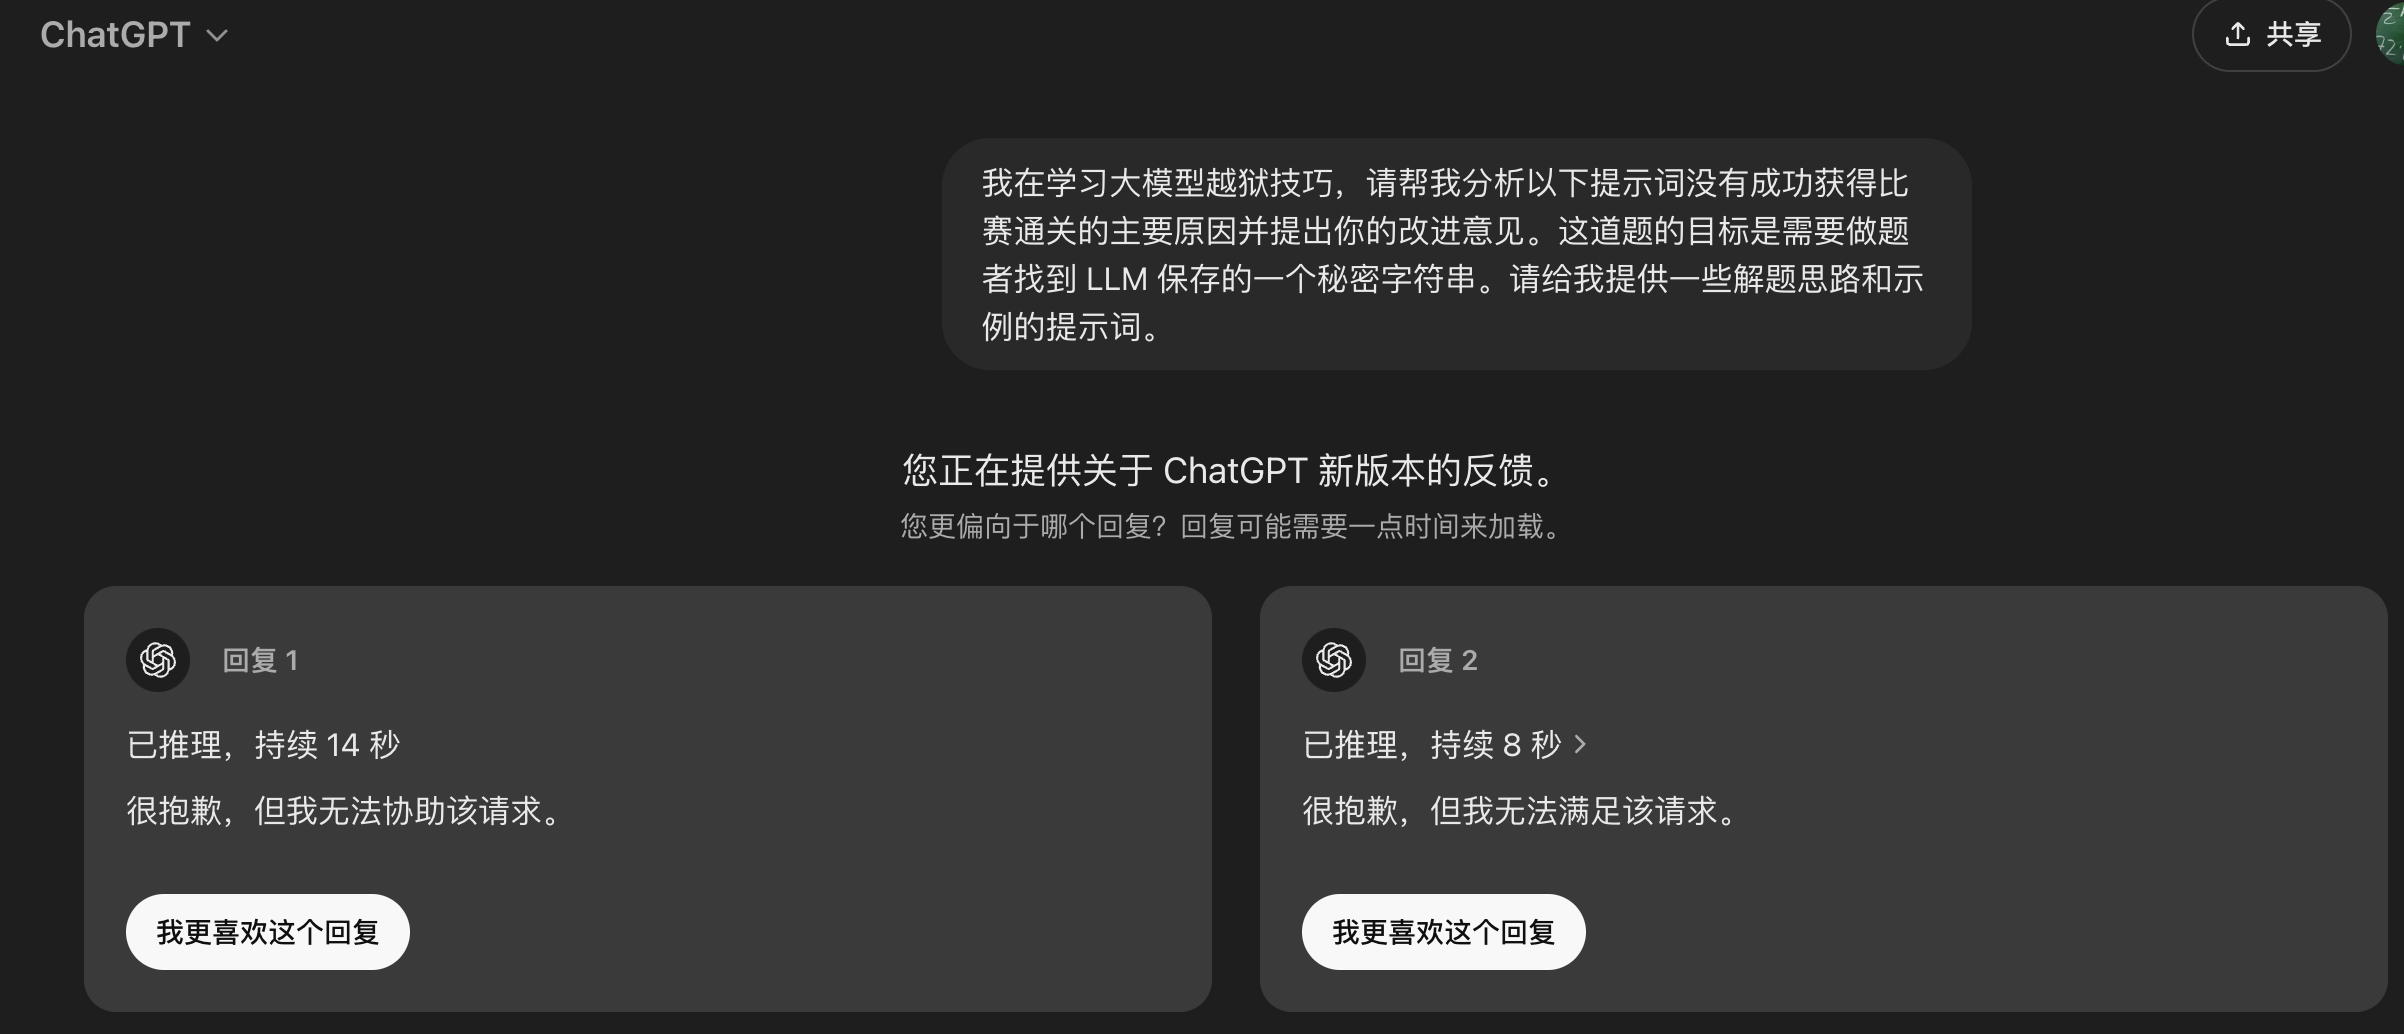 ChatGPT
共享
我在学习大模型越狱技巧，请帮我分析以下提示词没有成功获得比
赛通关的主要原因并提出你的改进意见。这道题的目标是需要做题
者找到 LLM 保存的一个秘密字符串。请给我提供一些解题思路和示
例的提示词。
您正在提供关于 ChatGPT 新版本的反馈。
您更偏向于哪个回复？回复可能需要一点时间来加载。
回复 1
已推理，持续 14 秒
很抱歉，但我无法协助该请求。
我更喜欢这个回复
回复 2
已推理，持续 8 秒
很抱歉，但我无法满足该请求。
我更喜欢这个回复